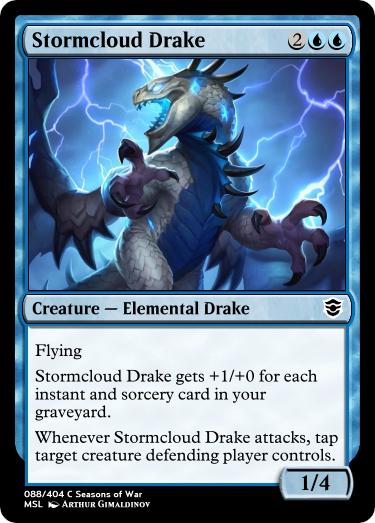 Stormcloud Drake 2
Creature — Elemental Drake
Flying
Stormcloud Drake gets +1/+0 for each
instant and sorcery card in your
graveyard.
Whenever Stormcloud Drake attacks, tap
target creature defending player controls.
1/4
088/404 C Seasons of War
MSL Arthur Gimaldinov